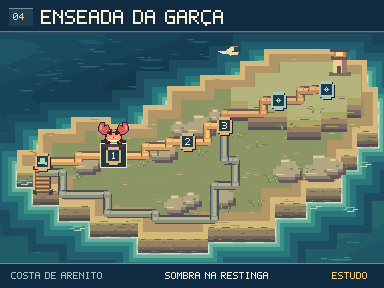 04 ENSEADA DA GARÇA
1
2
3
COSTA DE ARENITO SOMBRA NA RESTINGA ESTUDO